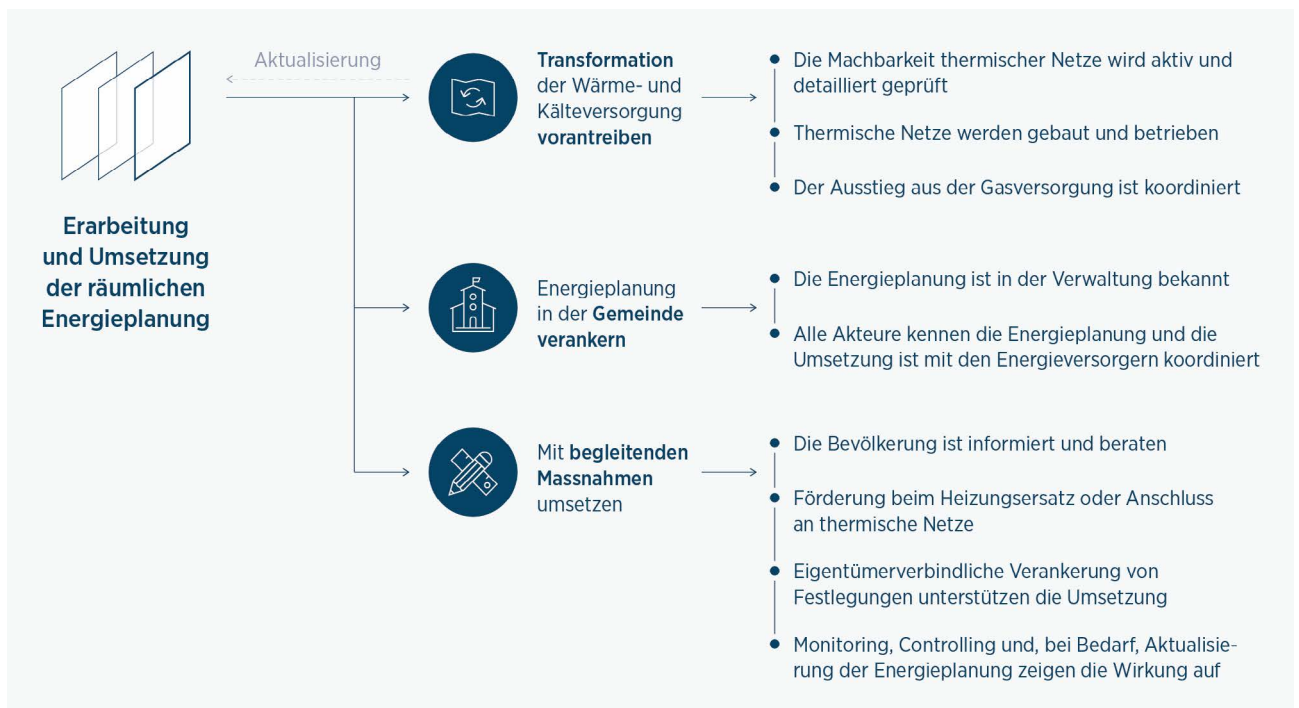 Erarbeitung
und Umsetzung
der räumlichen
Energieplanung
Aktualisierung
Transformation
der Wärme- und
Kälteversorgung
vorantreiben
Die Machbarkeit thermischer Netze wird aktiv und
detailliert geprüft
Thermische Netze werden gebaut und betrieben
Der Ausstieg aus der Gasversorgung ist koordiniert
Energieplanung
in der Gemeinde
verankern
Die Energieplanung ist in der Verwaltung bekannt
Alle Akteure kennen die Energieplanung und die
Umsetzung ist mit den Energieversorgern koordiniert
Mit begleitenden
Massnahmen
umsetzen
Die Bevölkerung ist informiert und beraten
Förderung beim Heizungsersatz oder Anschluss
an thermische Netze
Eigentümerverbindliche Verankerung von
Festlegungen unterstützen die Umsetzung
Monitoring, Controlling und, bei Bedarf, Aktualisie-
rung der Energieplanung zeigen die Wirkung auf